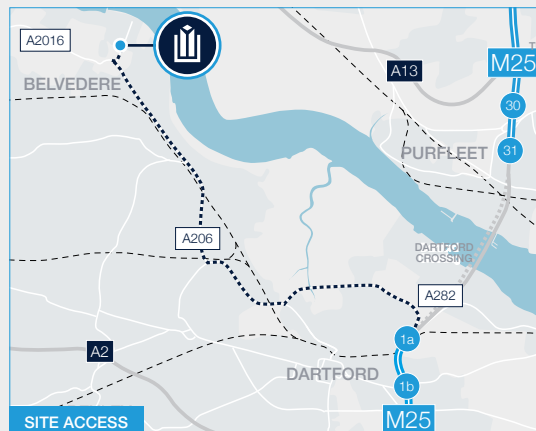 A2016
BELVEDERE
A13
M25
30
31
PURFLEET
A206
DARTFORD
CROSSING
A282
1a
A2
DARTFORD
1b
SITE ACCESS
M25